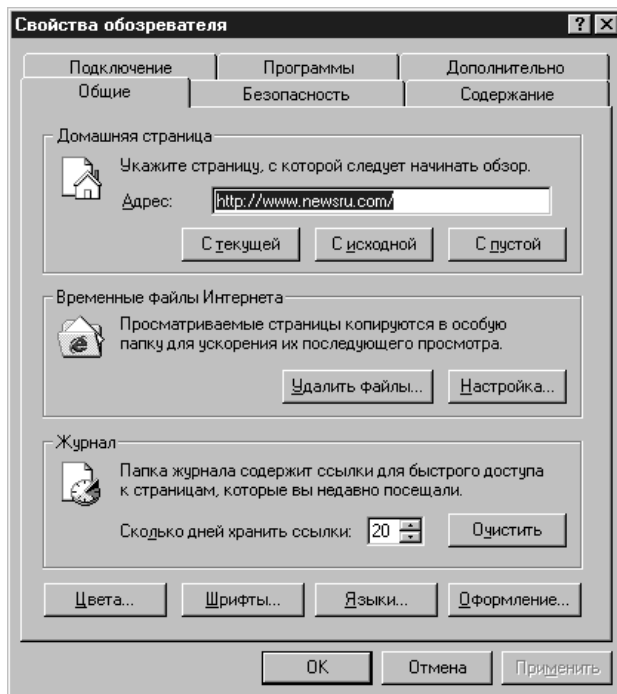 Свойства обозревателя
Подключение Программы Дополнительно
Общие Безопасность Содержание
Домашняя страница
Укажите страницу, с которой следует начинать обзор.
Адрес: http://www.newsru.com/
С текущей С исходной С пустой
Временные файлы Интернета
Просматриваемые страницы копируются в особую
папку для ускорения их последующего просмотра.
Удалить файлы... Настройка...
Журнал
Папка журнала содержит ссылки для быстрого доступа
к страницам, которые вы недавно посещали.
Сколько дней хранить ссылки: 20 Очистить
Цвета... Шрифты... Языки... Оформление...
OK Отмена Применить